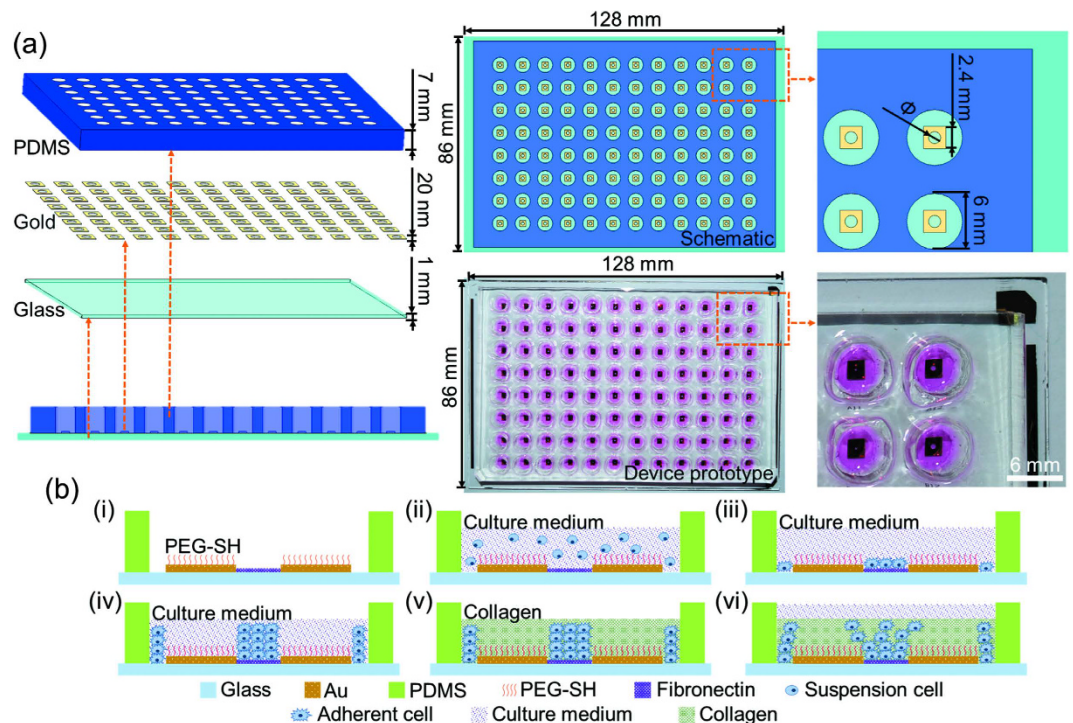 (a)
128 mm
7 mm
PDMS
86 mm
2.4 mm
Φ
20 nm
Gold
6 mm
Schematic
1 mm
Glass
128 mm
86 mm
Device prototype
6 mm
(b)
(i)
(ii)
(iii)
PEG-SH
Culture medium
Culture medium
(iv)
(v)
(vi)
Culture medium
Collagen
Glass
Au
PDMS
PEG-SH
Fibronectin
Suspension cell
Adherent cell
Culture medium
Collagen